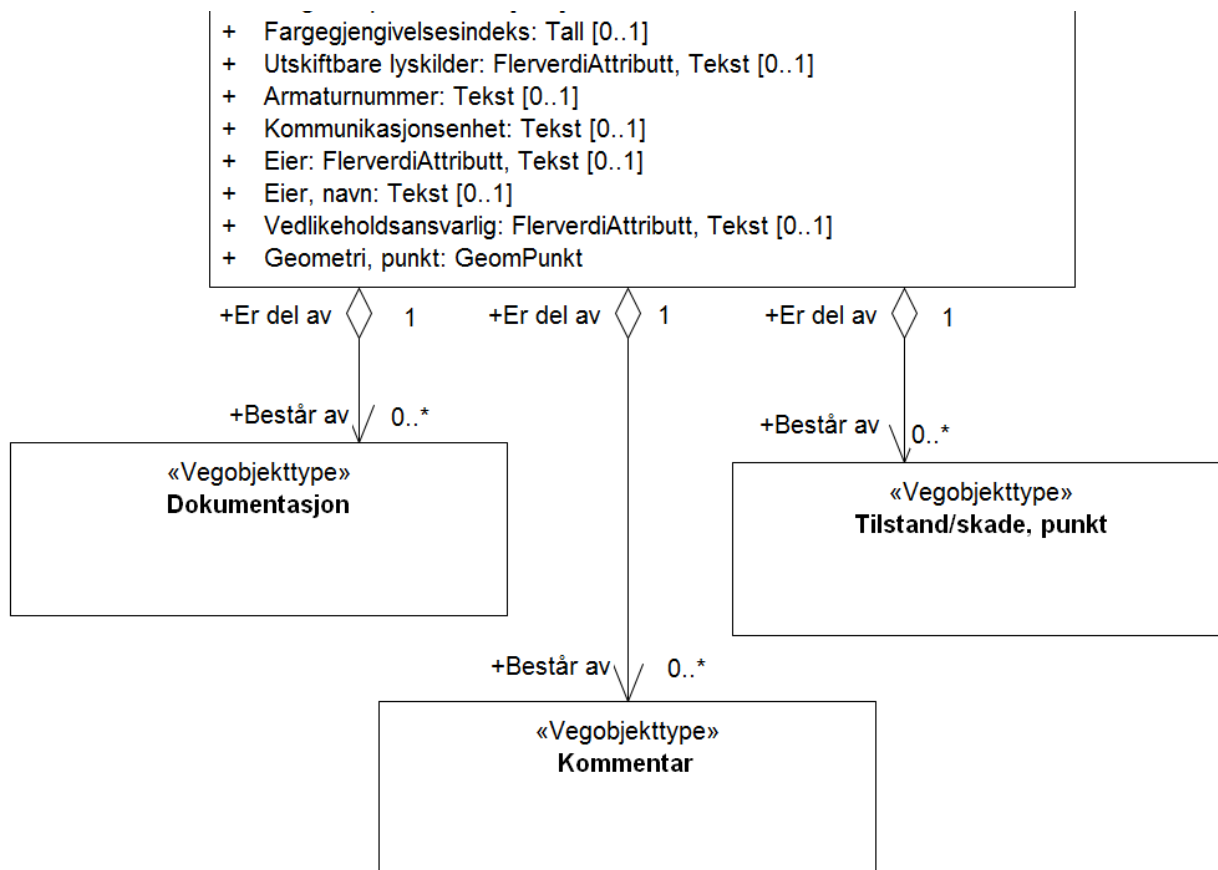 + Fargegjengivelsesindeks: Tall [0..1]
+ Utskiftbare lyskilder: FlerverdiAttributt, Tekst [0..1]
+ Armaturnummer: Tekst [0..1]
+ Kommunikasjonsenhet: Tekst [0..1]
+ Eier: FlerverdiAttributt, Tekst [0..1]
+ Eier, navn: Tekst [0..1]
+ Vedlikeholdsansvarlig: FlerverdiAttributt, Tekst [0..1]
+ Geometri, punkt: GeomPunkt
+Er del av 1 +Er del av 1 +Er del av 1
+Består av 0..*
+Består av 0..*
«Vegobjekttype»
Dokumentasjon
«Vegobjekttype»
Tilstand/skade, punkt
+Består av 0..*
«Vegobjekttype»
Kommentar